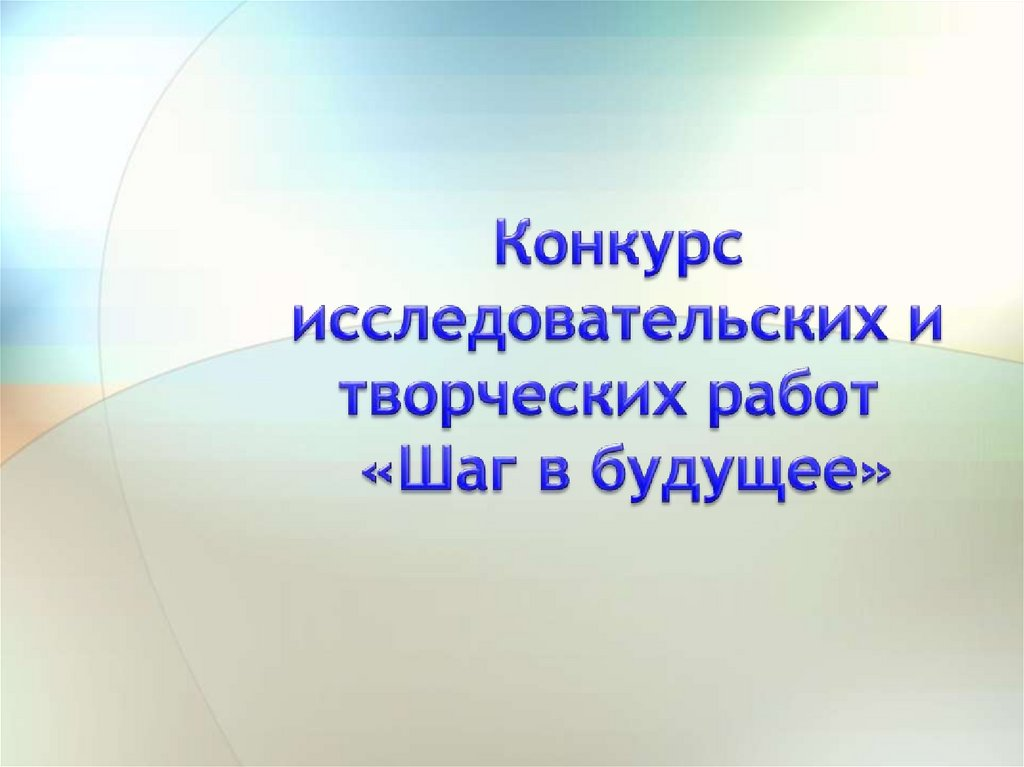 Конкурс
исследовательских и
творческих работ
«Шаг в будущее»